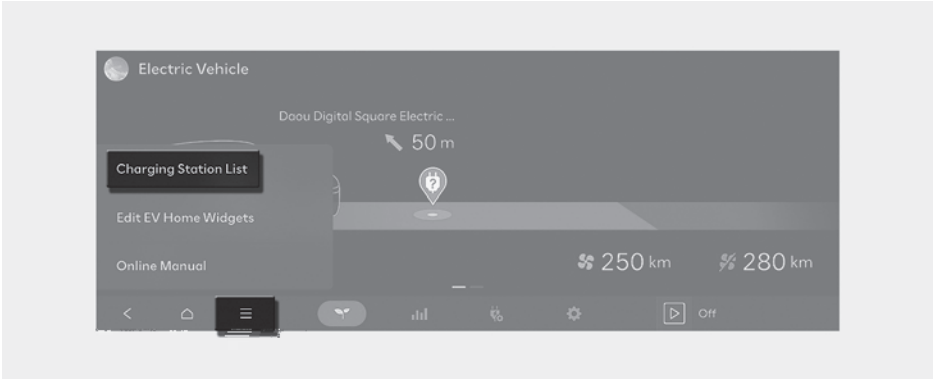 Electric Vehicle
Daou Digital Square Electric ...
50 m
Charging Station List
Edit EV Home Widgets
Online Manual
250 km
280 km
Off